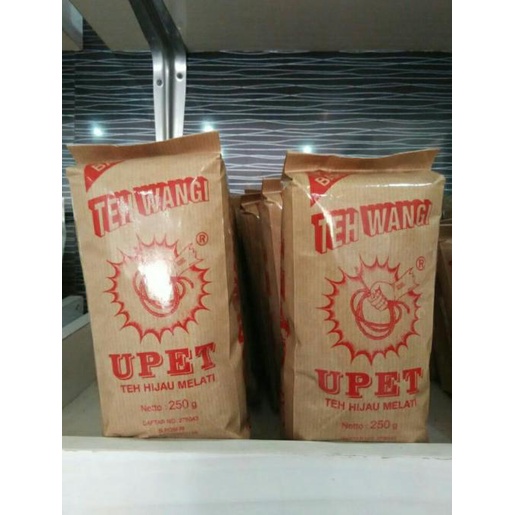 TEH WANGI
®
UPET
TEH HIJAU MELATI
Netto : 250 g
TEH WANGI
®
UPET
TEH HIJAU MELATI
Netto : 250 g